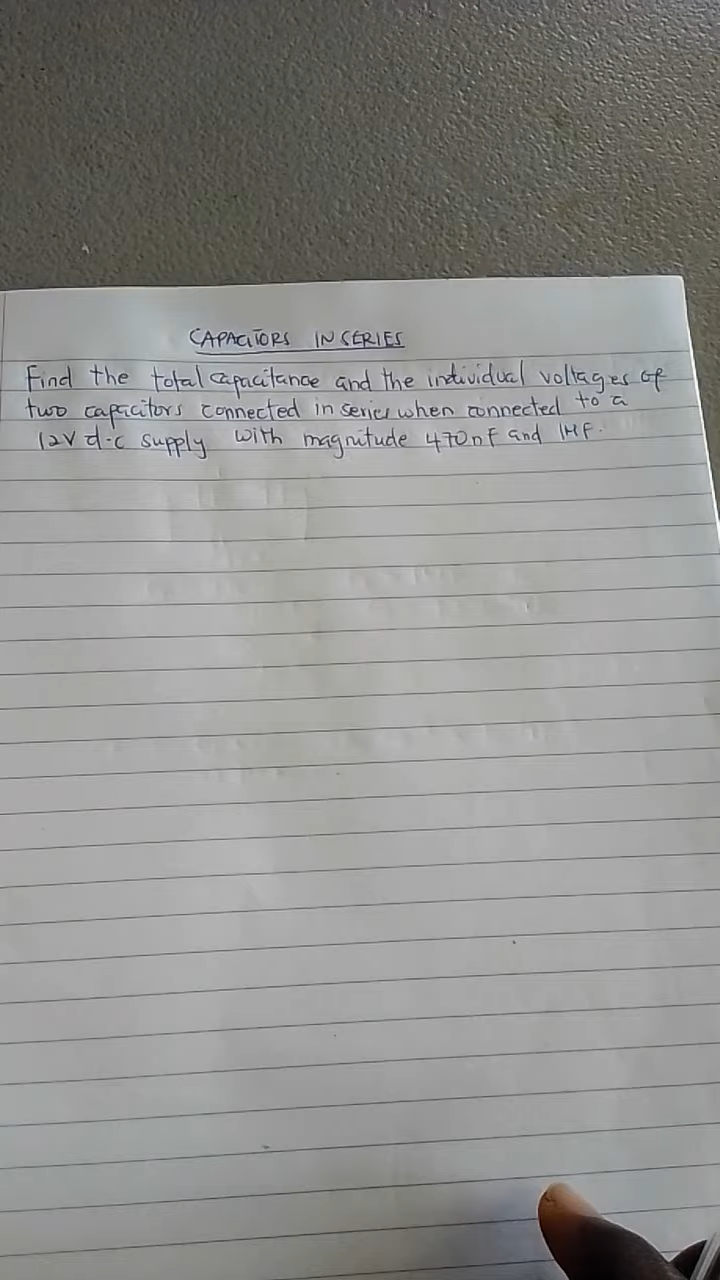 CAPACITORS IN SERIES
Find the total capacitance and the individual voltages of
two capacitors connected in series when connected to a
12V d.c supply with magnitude 470nF and 1μF.